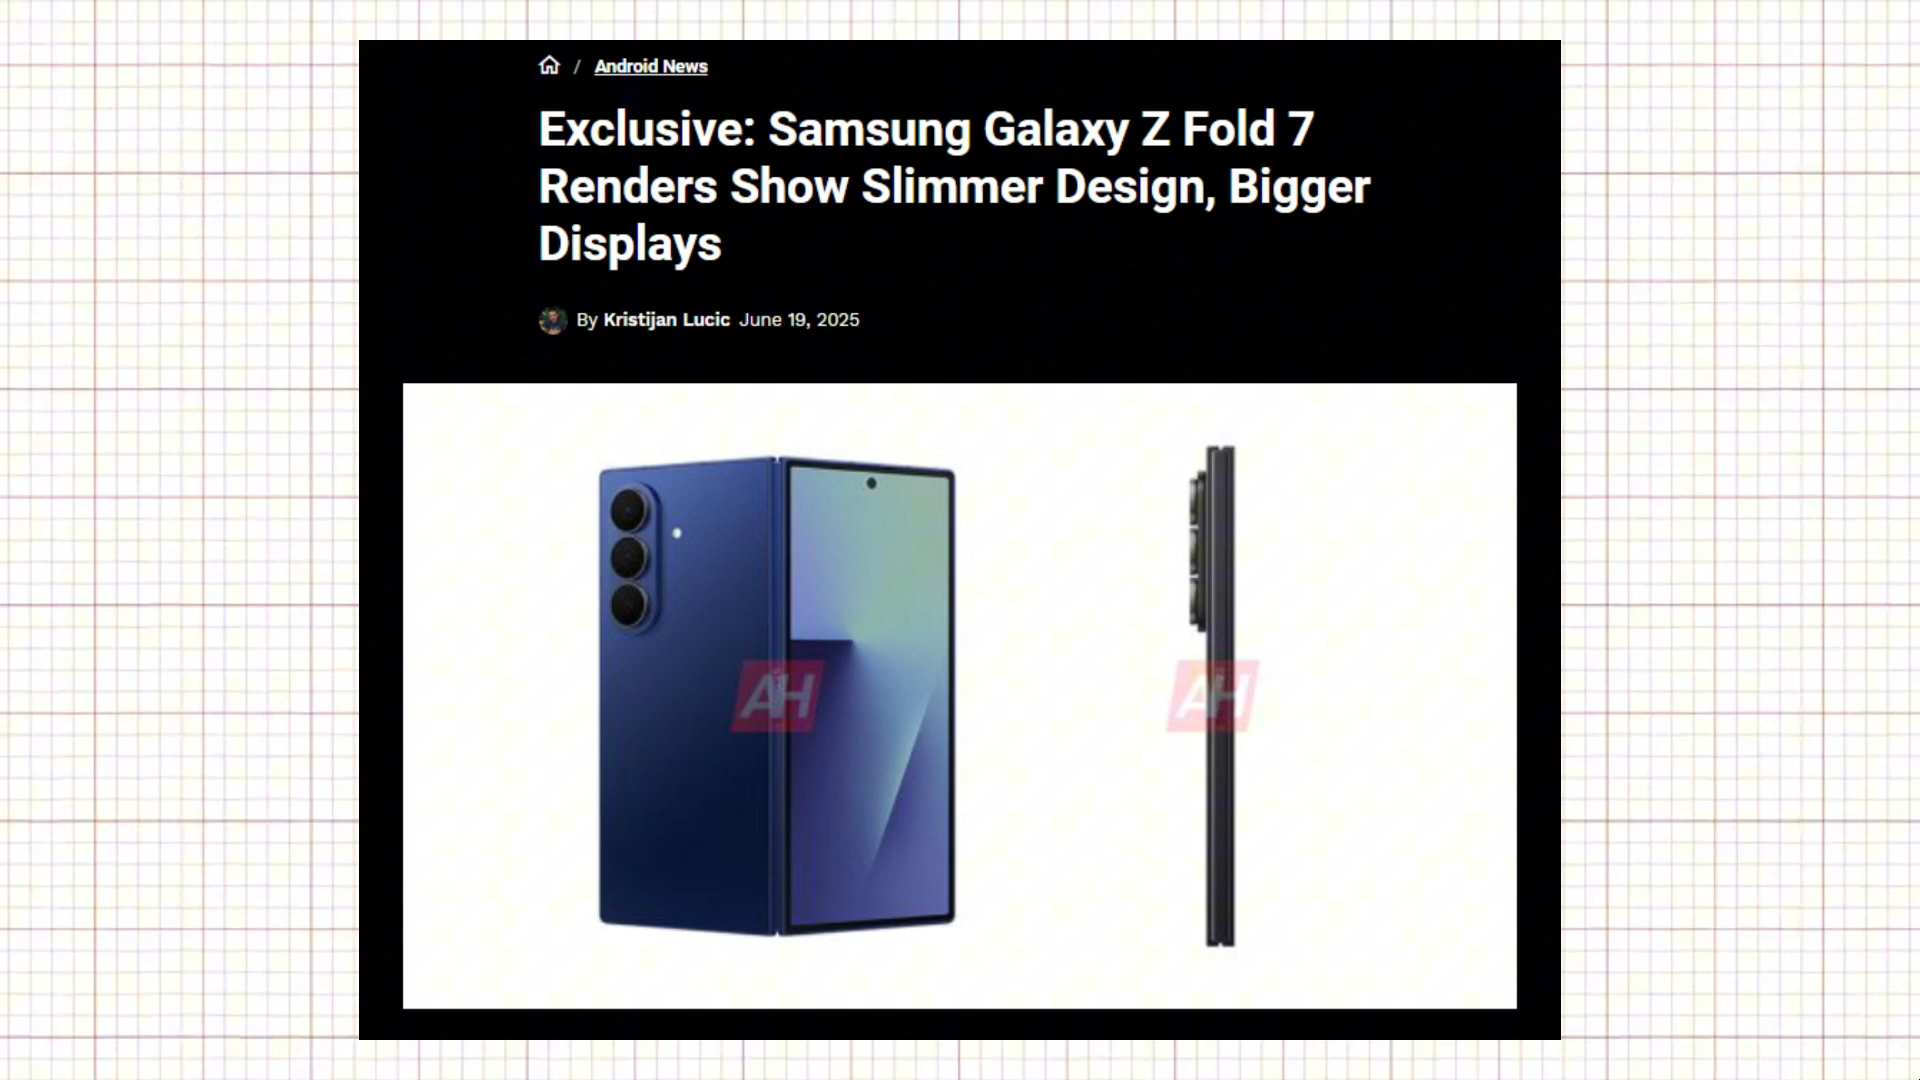 / Android News
Exclusive: Samsung Galaxy Z Fold 7
Renders Show Slimmer Design, Bigger
Displays
By Kristijan Lucic June 19, 2025
AH
AH